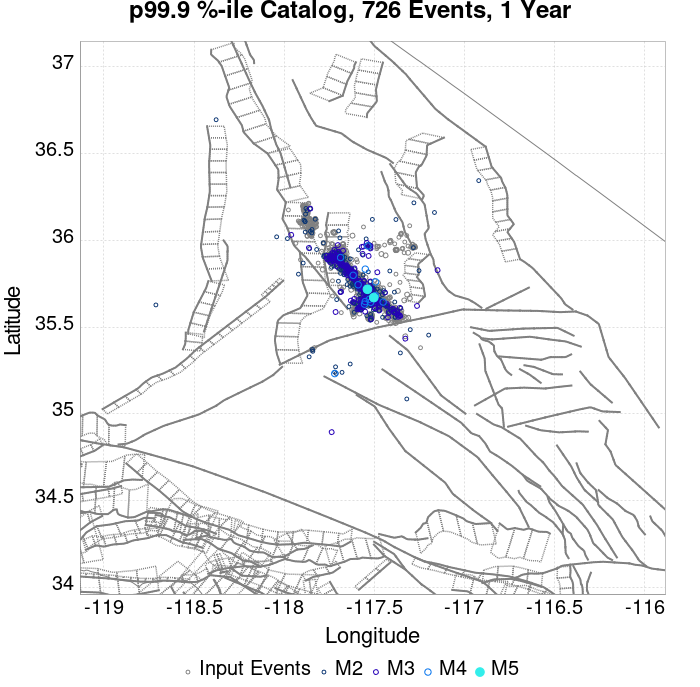 p99.9 %-ile Catalog, 726 Events, 1 Year
37
36.5
36
35.5
35
34.5
34
Latitude
-119 -118.5 -118 -117.5 -117 -116.5 -116
Longitude
Input Events M2 M3 M4 M5